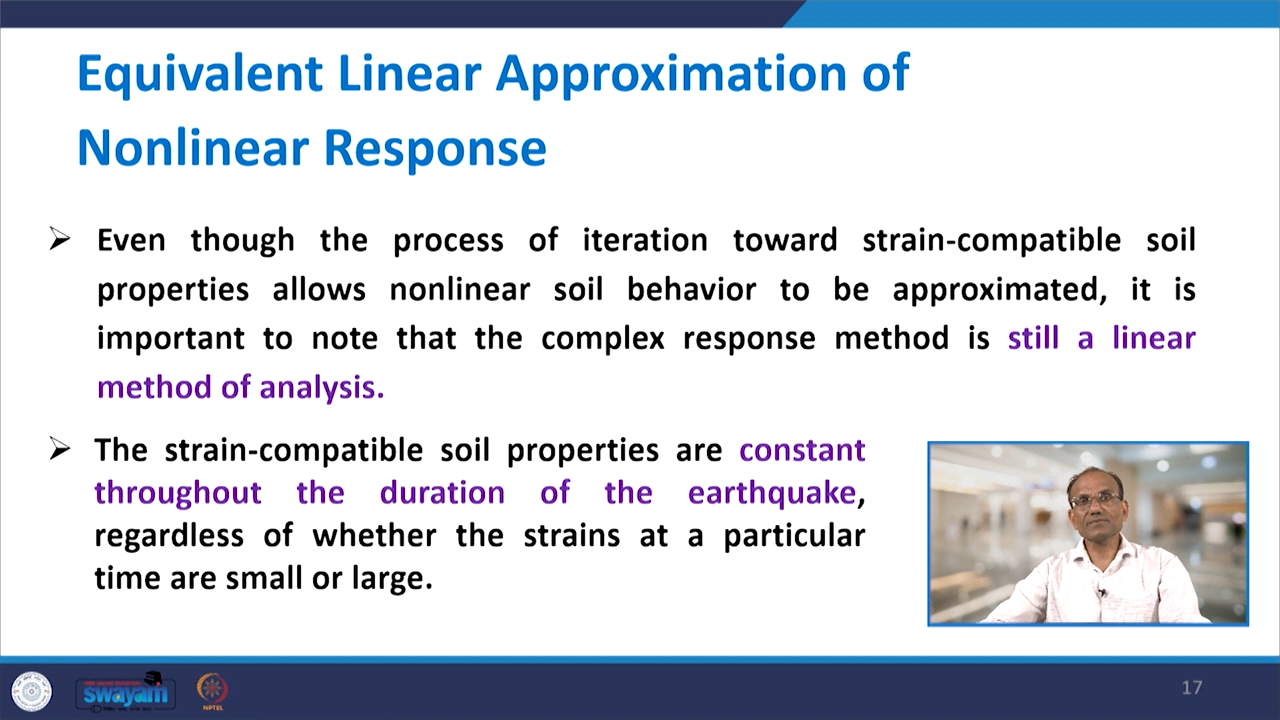 Equivalent Linear Approximation of
Nonlinear Response
Even though the process of iteration toward strain-compatible soil
properties allows nonlinear soil behavior to be approximated, it is
important to note that the complex response method is still a linear
method of analysis.
The strain-compatible soil properties are constant
throughout the duration of the earthquake,
regardless of whether the strains at a particular
time are small or large.
swayam
NPTEL
17